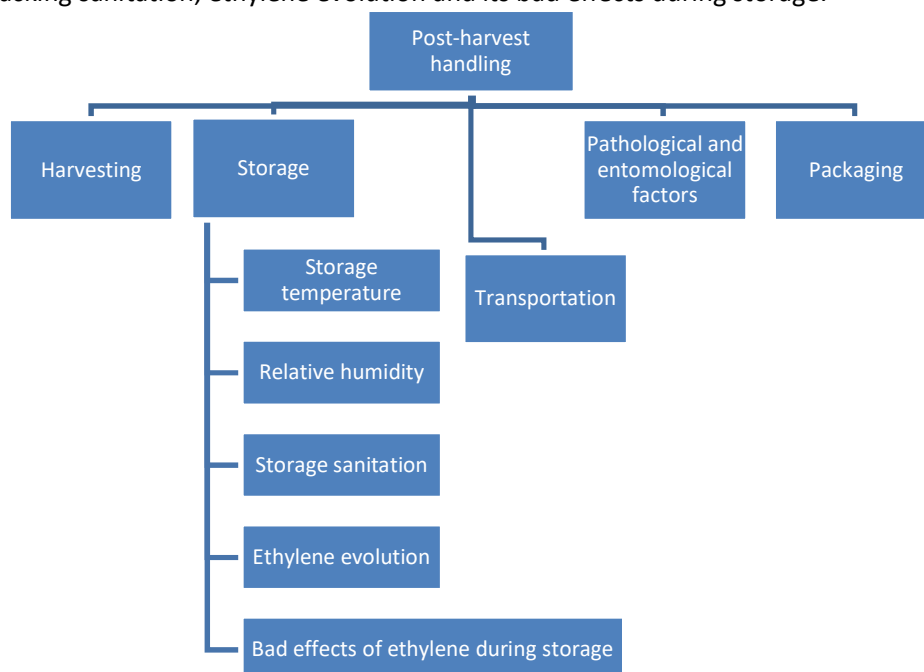 acking sanitation, ethylene evolution and its bad effects during storage.
Post-harvest
handling
Harvesting
Storage
Pathological and
entomological
factors
Packaging
Storage
temperature
Transportation
Relative humidity
Storage sanitation
Ethylene evolution
Bad effects of ethylene during storage